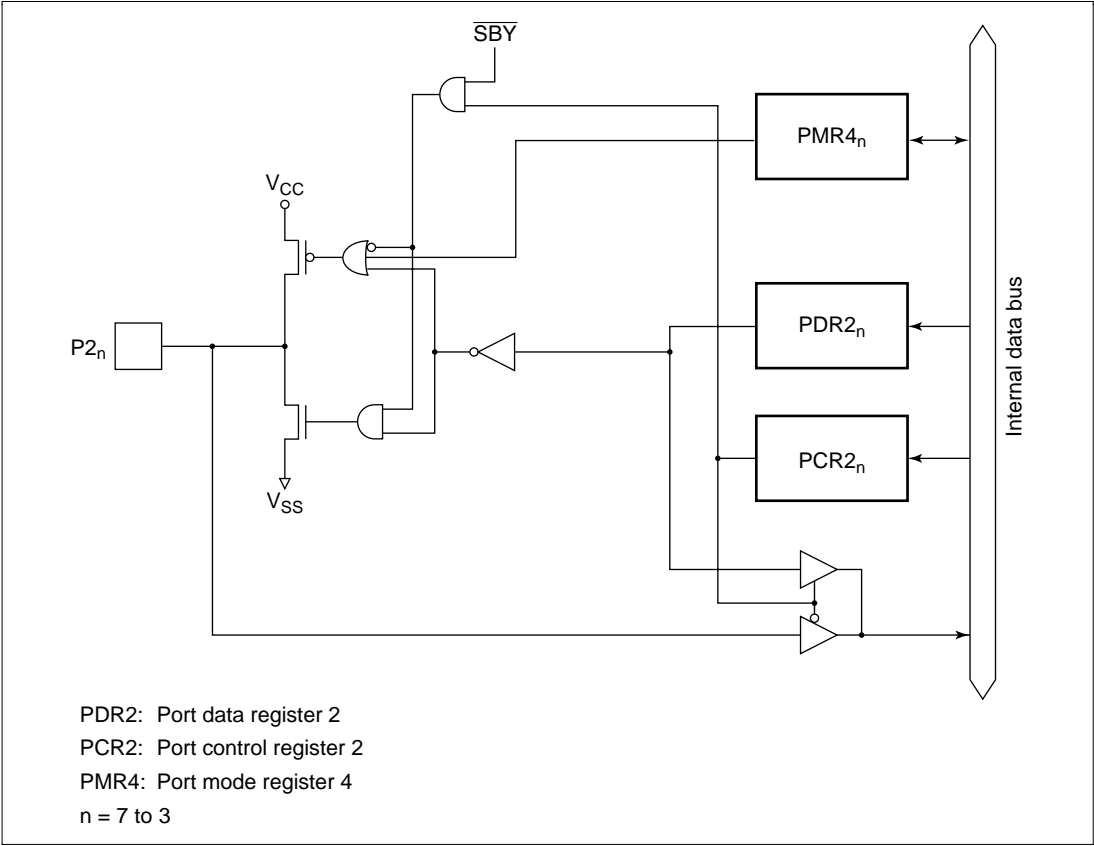 SBY
PMR4n
VCC
PDR2n
P2n
Internal data bus
PCR2n
VSS
PDR2: Port data register 2
PCR2: Port control register 2
PMR4: Port mode register 4
n = 7 to 3